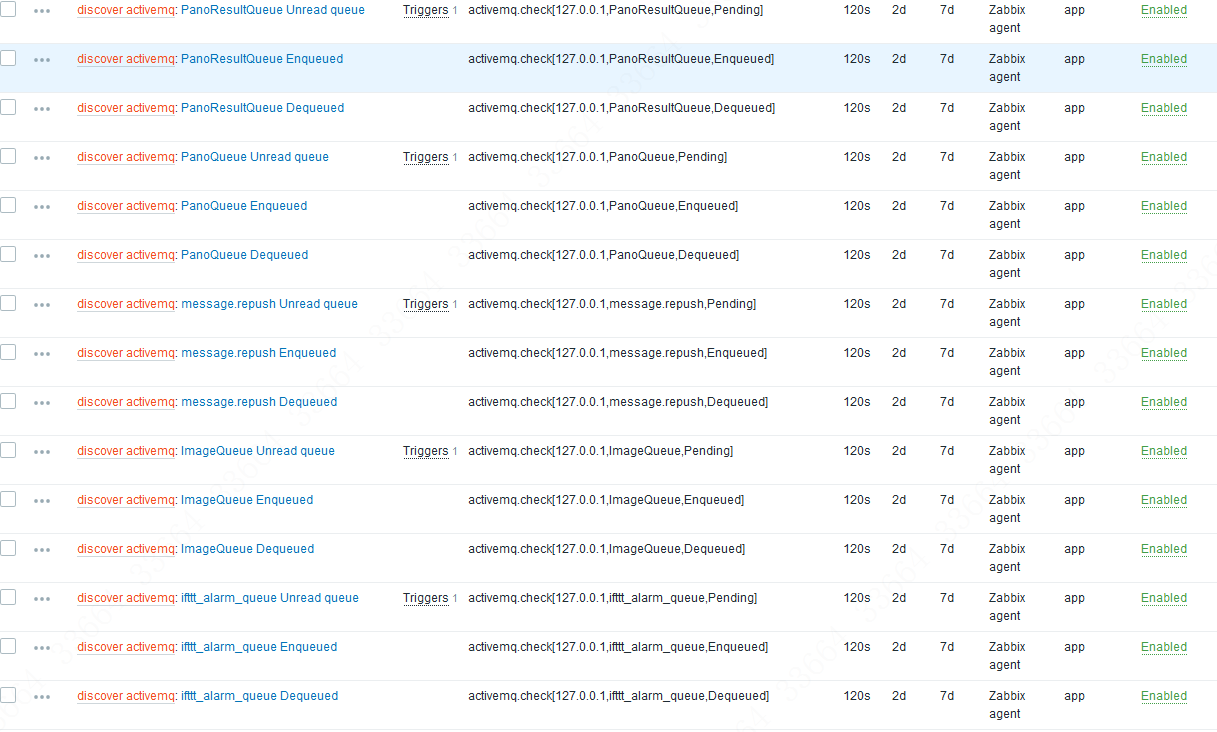 discover activemq: PanoResultQueue Unread queue Triggers 1 activemq.check[127.0.0.1,PanoResultQueue,Pending] 120s 2d 7d Zabbix agent app Enabled
discover activemq: PanoResultQueue Enqueued activemq.check[127.0.0.1,PanoResultQueue,Enqueued] 120s 2d 7d Zabbix agent app Enabled
discover activemq: PanoResultQueue Dequeued activemq.check[127.0.0.1,PanoResultQueue,Dequeued] 120s 2d 7d Zabbix agent app Enabled
discover activemq: PanoQueue Unread queue Triggers 1 activemq.check[127.0.0.1,PanoQueue,Pending] 120s 2d 7d Zabbix agent app Enabled
discover activemq: PanoQueue Enqueued activemq.check[127.0.0.1,PanoQueue,Enqueued] 120s 2d 7d Zabbix agent app Enabled
discover activemq: PanoQueue Dequeued activemq.check[127.0.0.1,PanoQueue,Dequeued] 120s 2d 7d Zabbix agent app Enabled
discover activemq: message.repush Unread queue Triggers 1 activemq.check[127.0.0.1,message.repush,Pending] 120s 2d 7d Zabbix agent app Enabled
discover activemq: message.repush Enqueued activemq.check[127.0.0.1,message.repush,Enqueued] 120s 2d 7d Zabbix agent app Enabled
discover activemq: message.repush Dequeued activemq.check[127.0.0.1,message.repush,Dequeued] 120s 2d 7d Zabbix agent app Enabled
discover activemq: ImageQueue Unread queue Triggers 1 activemq.check[127.0.0.1,ImageQueue,Pending] 120s 2d 7d Zabbix agent app Enabled
discover activemq: ImageQueue Enqueued activemq.check[127.0.0.1,ImageQueue,Enqueued] 120s 2d 7d Zabbix agent app Enabled
discover activemq: ImageQueue Dequeued activemq.check[127.0.0.1,ImageQueue,Dequeued] 120s 2d 7d Zabbix agent app Enabled
discover activemq: ifttt_alarm_queue Unread queue Triggers 1 activemq.check[127.0.0.1,ifttt_alarm_queue,Pending] 120s 2d 7d Zabbix agent app Enabled
discover activemq: ifttt_alarm_queue Enqueued activemq.check[127.0.0.1,ifttt_alarm_queue,Enqueued] 120s 2d 7d Zabbix agent app Enabled
discover activemq: ifttt_alarm_queue Dequeued activemq.check[127.0.0.1,ifttt_alarm_queue,Dequeued] 120s 2d 7d Zabbix agent app Enabled